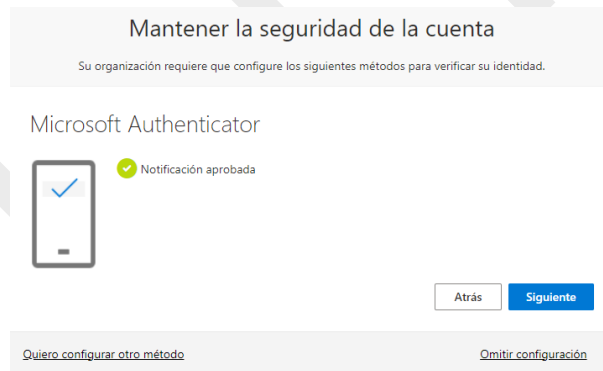 Mantener la seguridad de la cuenta
Su organización requiere que configure los siguientes métodos para verificar su identidad.
Microsoft Authenticator
Notificación aprobada
Atrás
Siguiente
Quiero configurar otro método
Omitir configuración